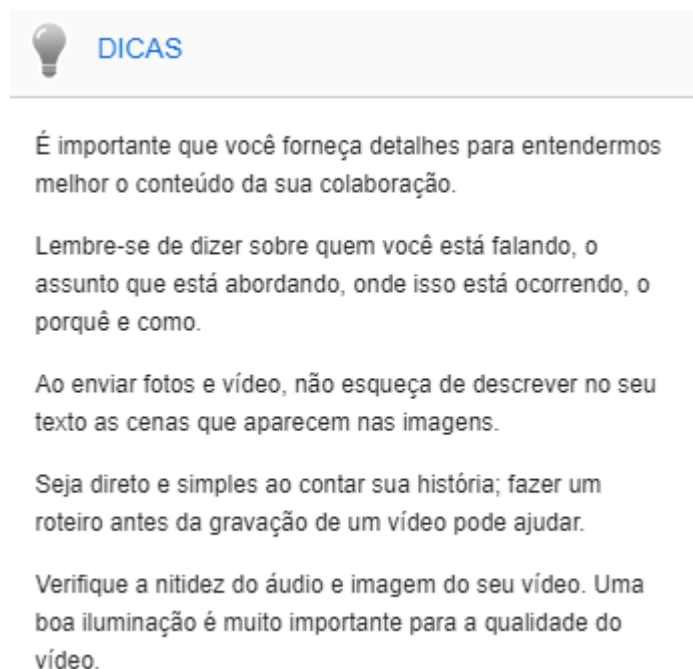 DICAS
É importante que você forneça detalhes para entendermos
melhor o conteúdo da sua colaboração.
Lembre-se de dizer sobre quem você está falando, o
assunto que está abordando, onde isso está ocorrendo, o
porquê e como.
Ao enviar fotos e vídeo, não esqueça de descrever no seu
texto as cenas que aparecem nas imagens.
Seja direto e simples ao contar sua história; fazer um
roteiro antes da gravação de um vídeo pode ajudar.
Verifique a nitidez do áudio e imagem do seu vídeo. Uma
boa iluminação é muito importante para a qualidade do
vídeo.